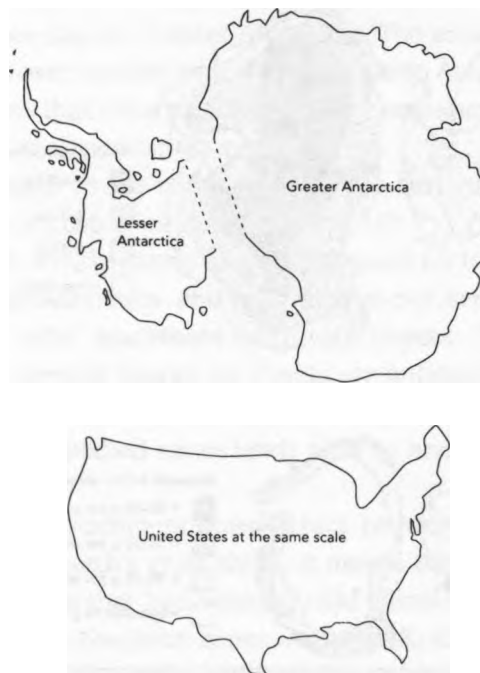 Greater Antarctica
Lesser
Antarctica
United States at the same scale